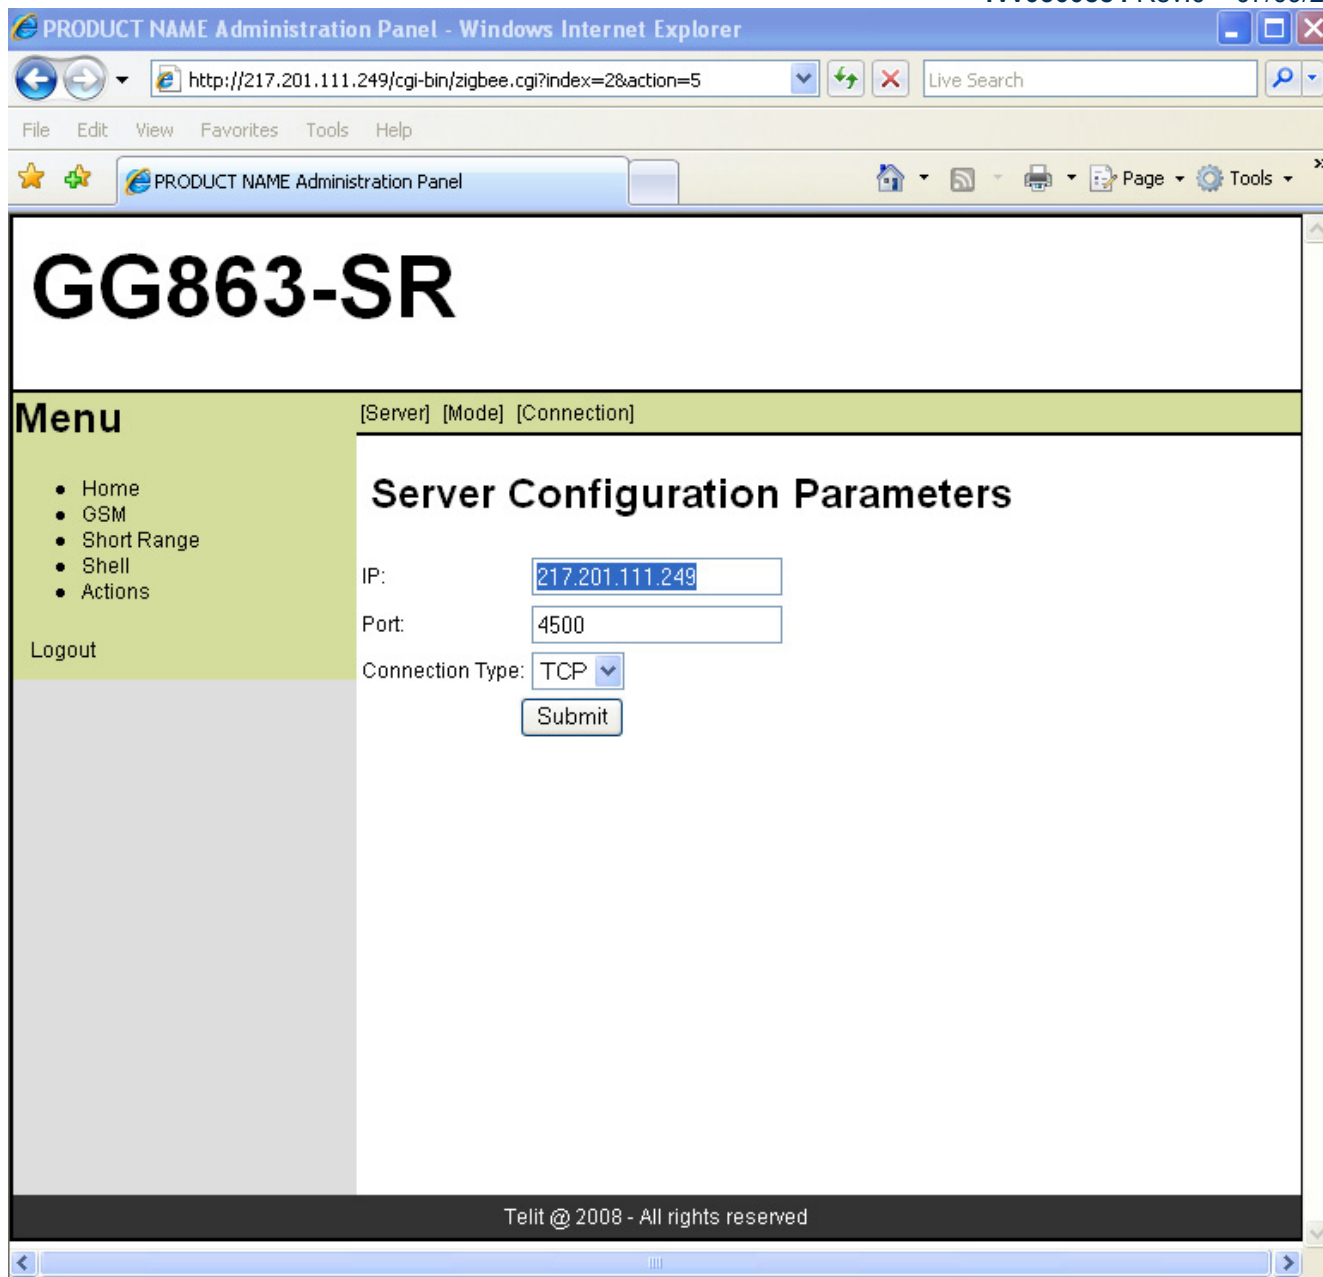 PRODUCT NAME Administration Panel - Windows Internet Explorer
http://217.201.111.249/cgi-bin/zigbee.cgi?index=2&action=5
Live Search
File Edit View Favorites Tools Help
PRODUCT NAME Administration Panel
Page Tools
GG863-SR
Menu
[Server] [Mode] [Connection]
Home
GSM
Short Range
Shell
Actions
Logout
Server Configuration Parameters
IP: 217.201.111.249
Port: 4500
Connection Type: TCP
Submit
Telit @ 2008 - All rights reserved